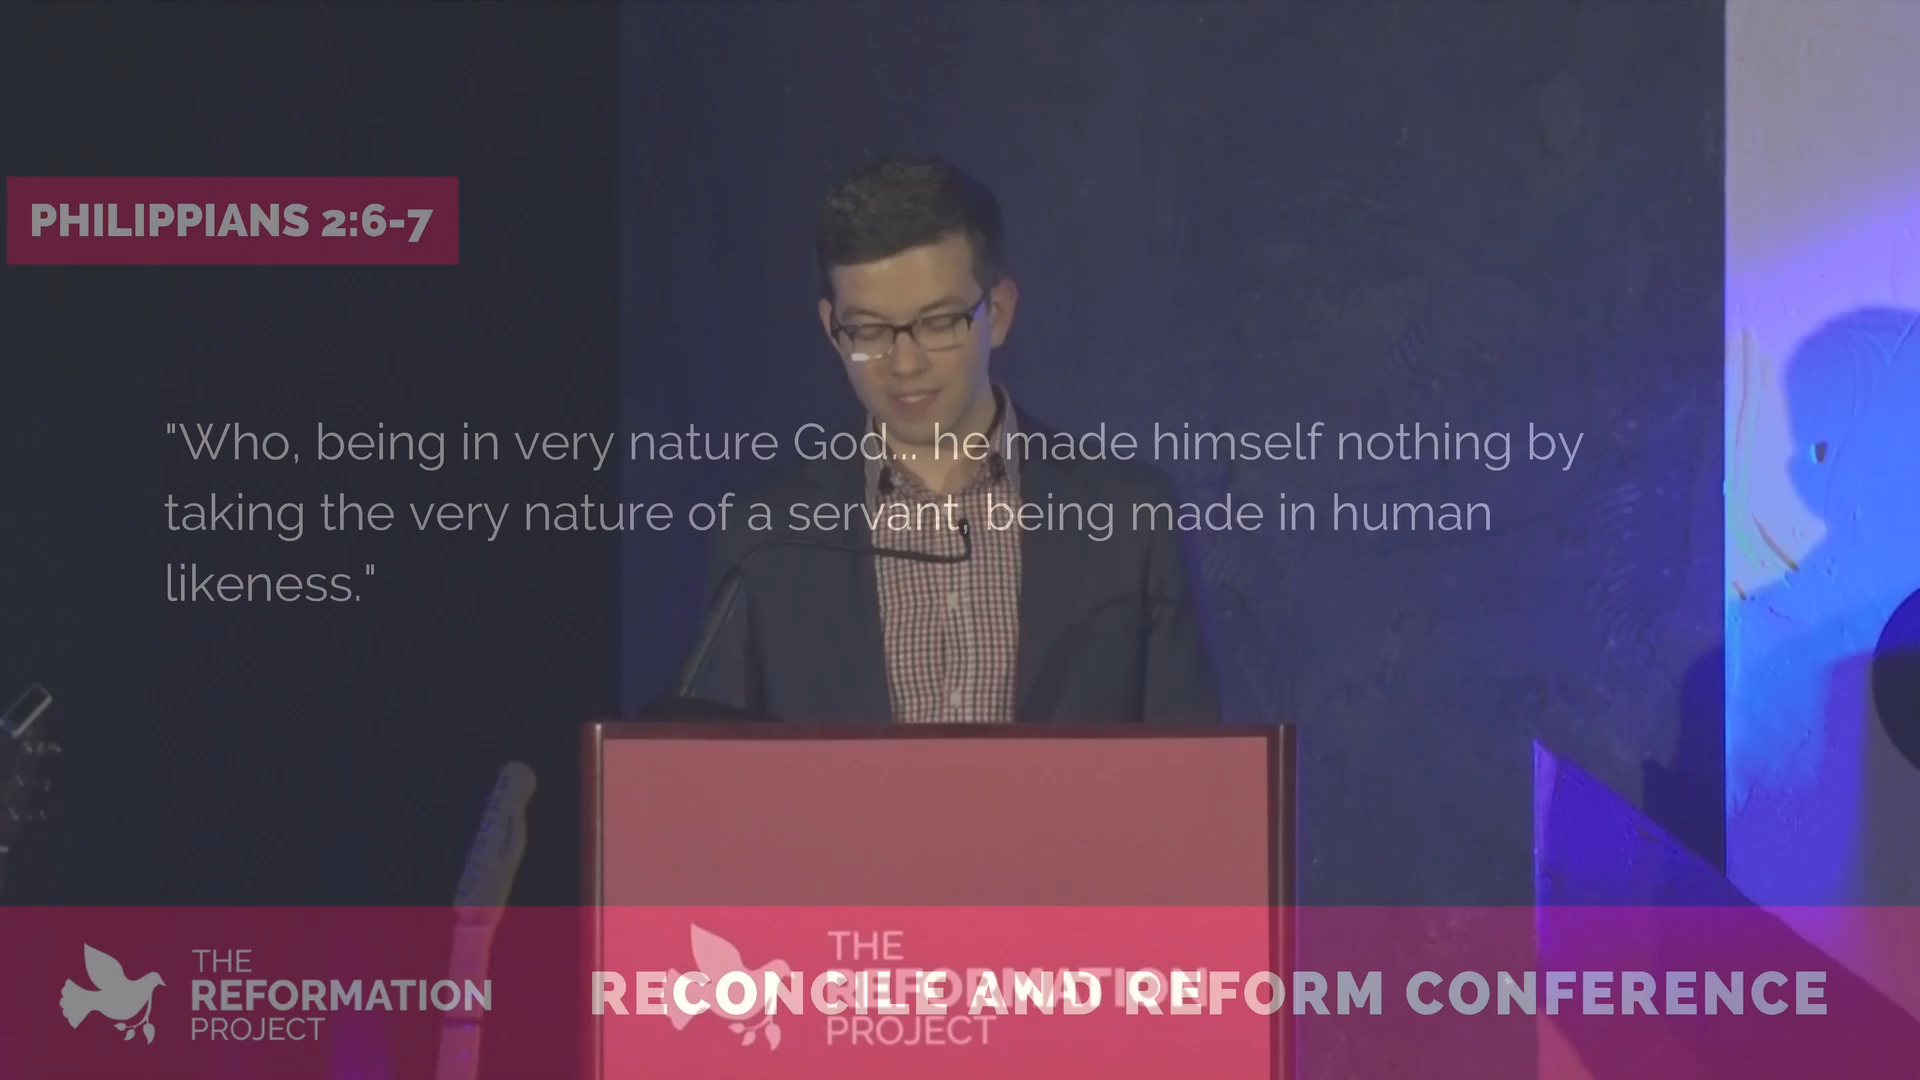 PHILIPPIANS 2:6-7
"Who, being in very nature God... he made himself nothing by
taking the very nature of a servant, being made in human
likeness."
THE
REFORMATION
PROJECT
THE
REFORMATION
PROJECT
RECONCILE AND REFORM CONFERENCE